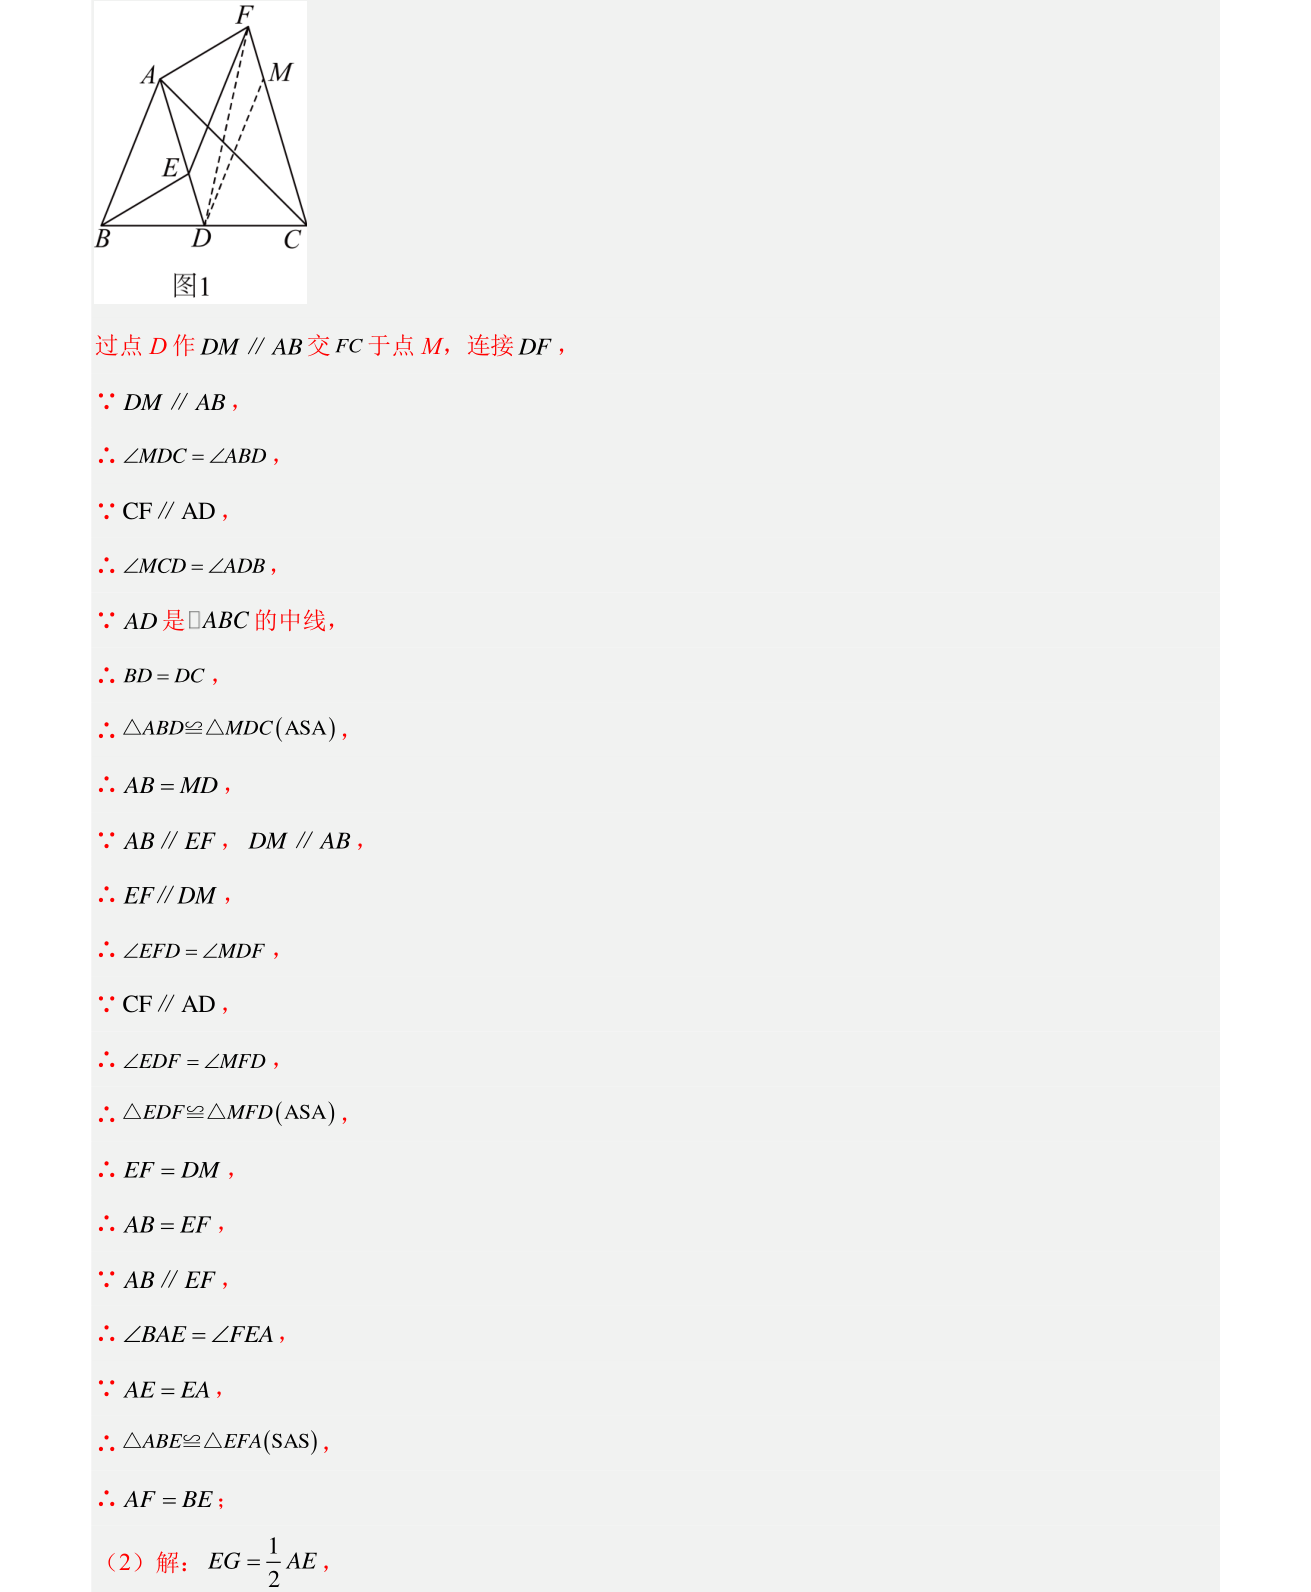 F
A
M
E
B
D
C
图1
过点 D 作 DM∥AB 交 FC 于点 M，连接 DF，
∵ DM∥AB，
∴ ∠MDC=∠ABD，
∵ CF∥AD，
∴ ∠MCD=∠ADB，
∵ AD 是 □ABC 的中线，
∴ BD=DC，
∴ △ABD≌△MDC(ASA)，
∴ AB=MD，
∵ AB∥EF，DM∥AB，
∴ EF∥DM，
∴ ∠EFD=∠MDF，
∵ CF∥AD，
∴ ∠EDF=∠MFD，
∴ △EDF≌△MFD(ASA)，
∴ EF=DM，
∴ AB=EF，
∵ AB∥EF，
∴ ∠BAE=∠FEA，
∵ AE=EA，
∴ △ABE≌△EFA(SAS)，
∴ AF=BE；
（2）解：EG=1/2 AE，